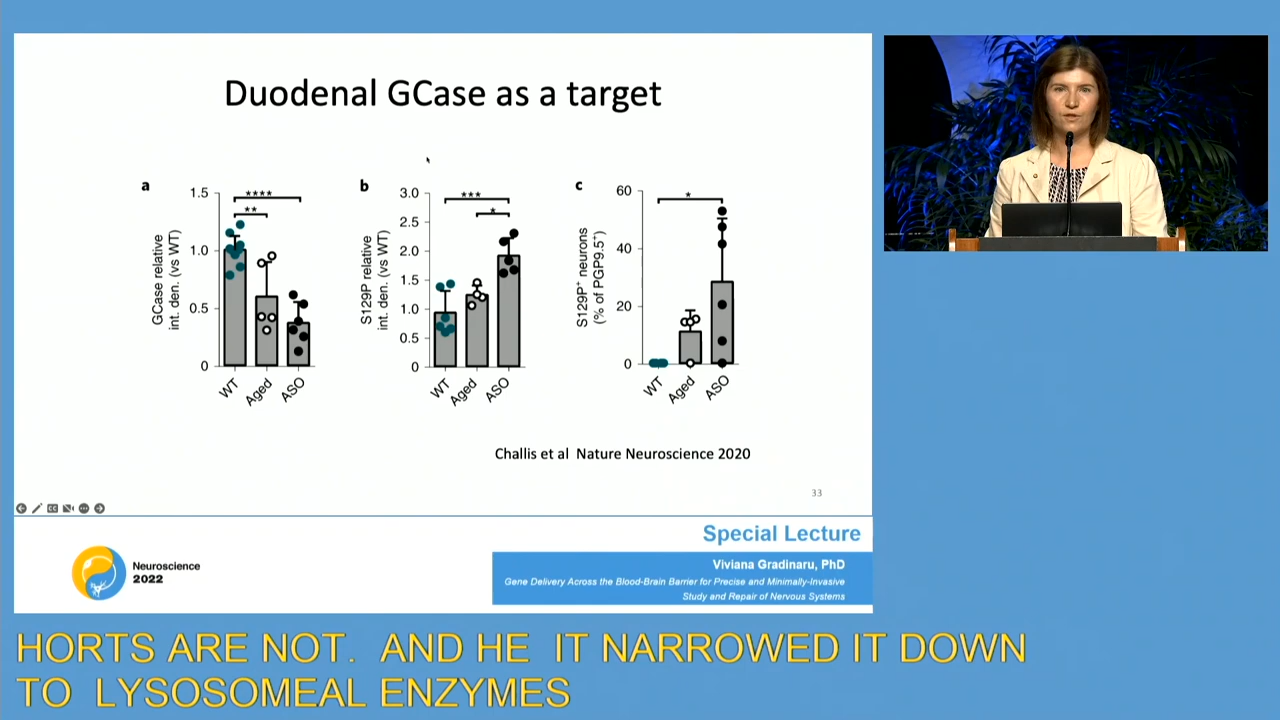 Duodenal GCase as a target
a
1.5
1.0
0.5
0
GCase relative
int. den. (vs WT)
****
**
WT
Aged
ASO
b
3.0
2.5
2.0
1.5
1.0
0.5
0
S129P relative
int. den. (vs WT)
***
*
WT
Aged
ASO
c
60
40
20
0
S129P⁺ neurons
(% of PGP9.5⁺)
*
WT
Aged
ASO
Challis et al Nature Neuroscience 2020
33
Special Lecture
Neuroscience
2022
Viviana Gradinaru, PhD
Gene Delivery Across the Blood-Brain Barrier for Precise and Minimally-Invasive
Study and Repair of Nervous Systems
HORTS ARE NOT. AND HE IT NARROWED IT DOWN
TO LYSOSOMEAL ENZYMES